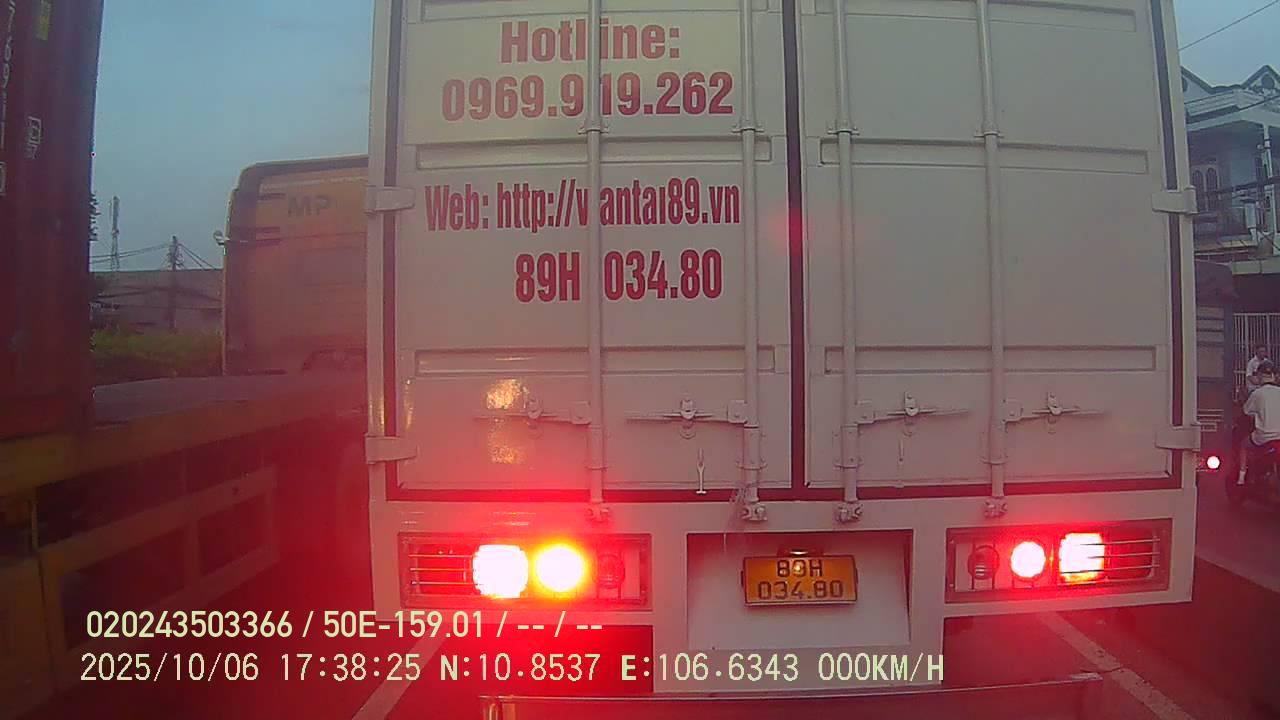 Hotline:
0969.919.262
Web: http://vantai89.vn
89H 034.80
MP
89H
034.80
020243503366 / 50E-159.01 / -- / --
2025/10/06 17:38:25 N:10.8537 E:106.6343 000KM/H